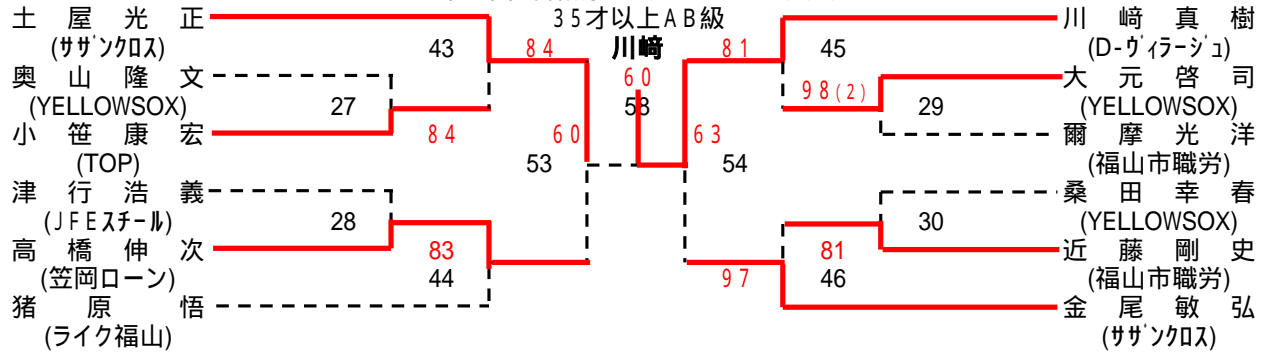 35才以上AB級
川﨑
60
58
土屋光正
(ササﾞンクロス)
43
84
奥山隆文
(YELLOWSOX)
27
小笹康宏
(TOP)
84
60
53
津行浩義
(JFEスチール)
28
高橋伸次
(笠岡ローン)
83
44
猪原悟
(ライク福山)
川﨑真樹
(D-ヴィラージュ)
81
45
大元啓司
(YELLOWSOX)
98(2)
29
爾摩光洋
(福山市職労)
63
54
桑田幸春
(YELLOWSOX)
30
近藤剛史
(福山市職労)
81
97
46
金尾敏弘
(ササﾞンクロス)